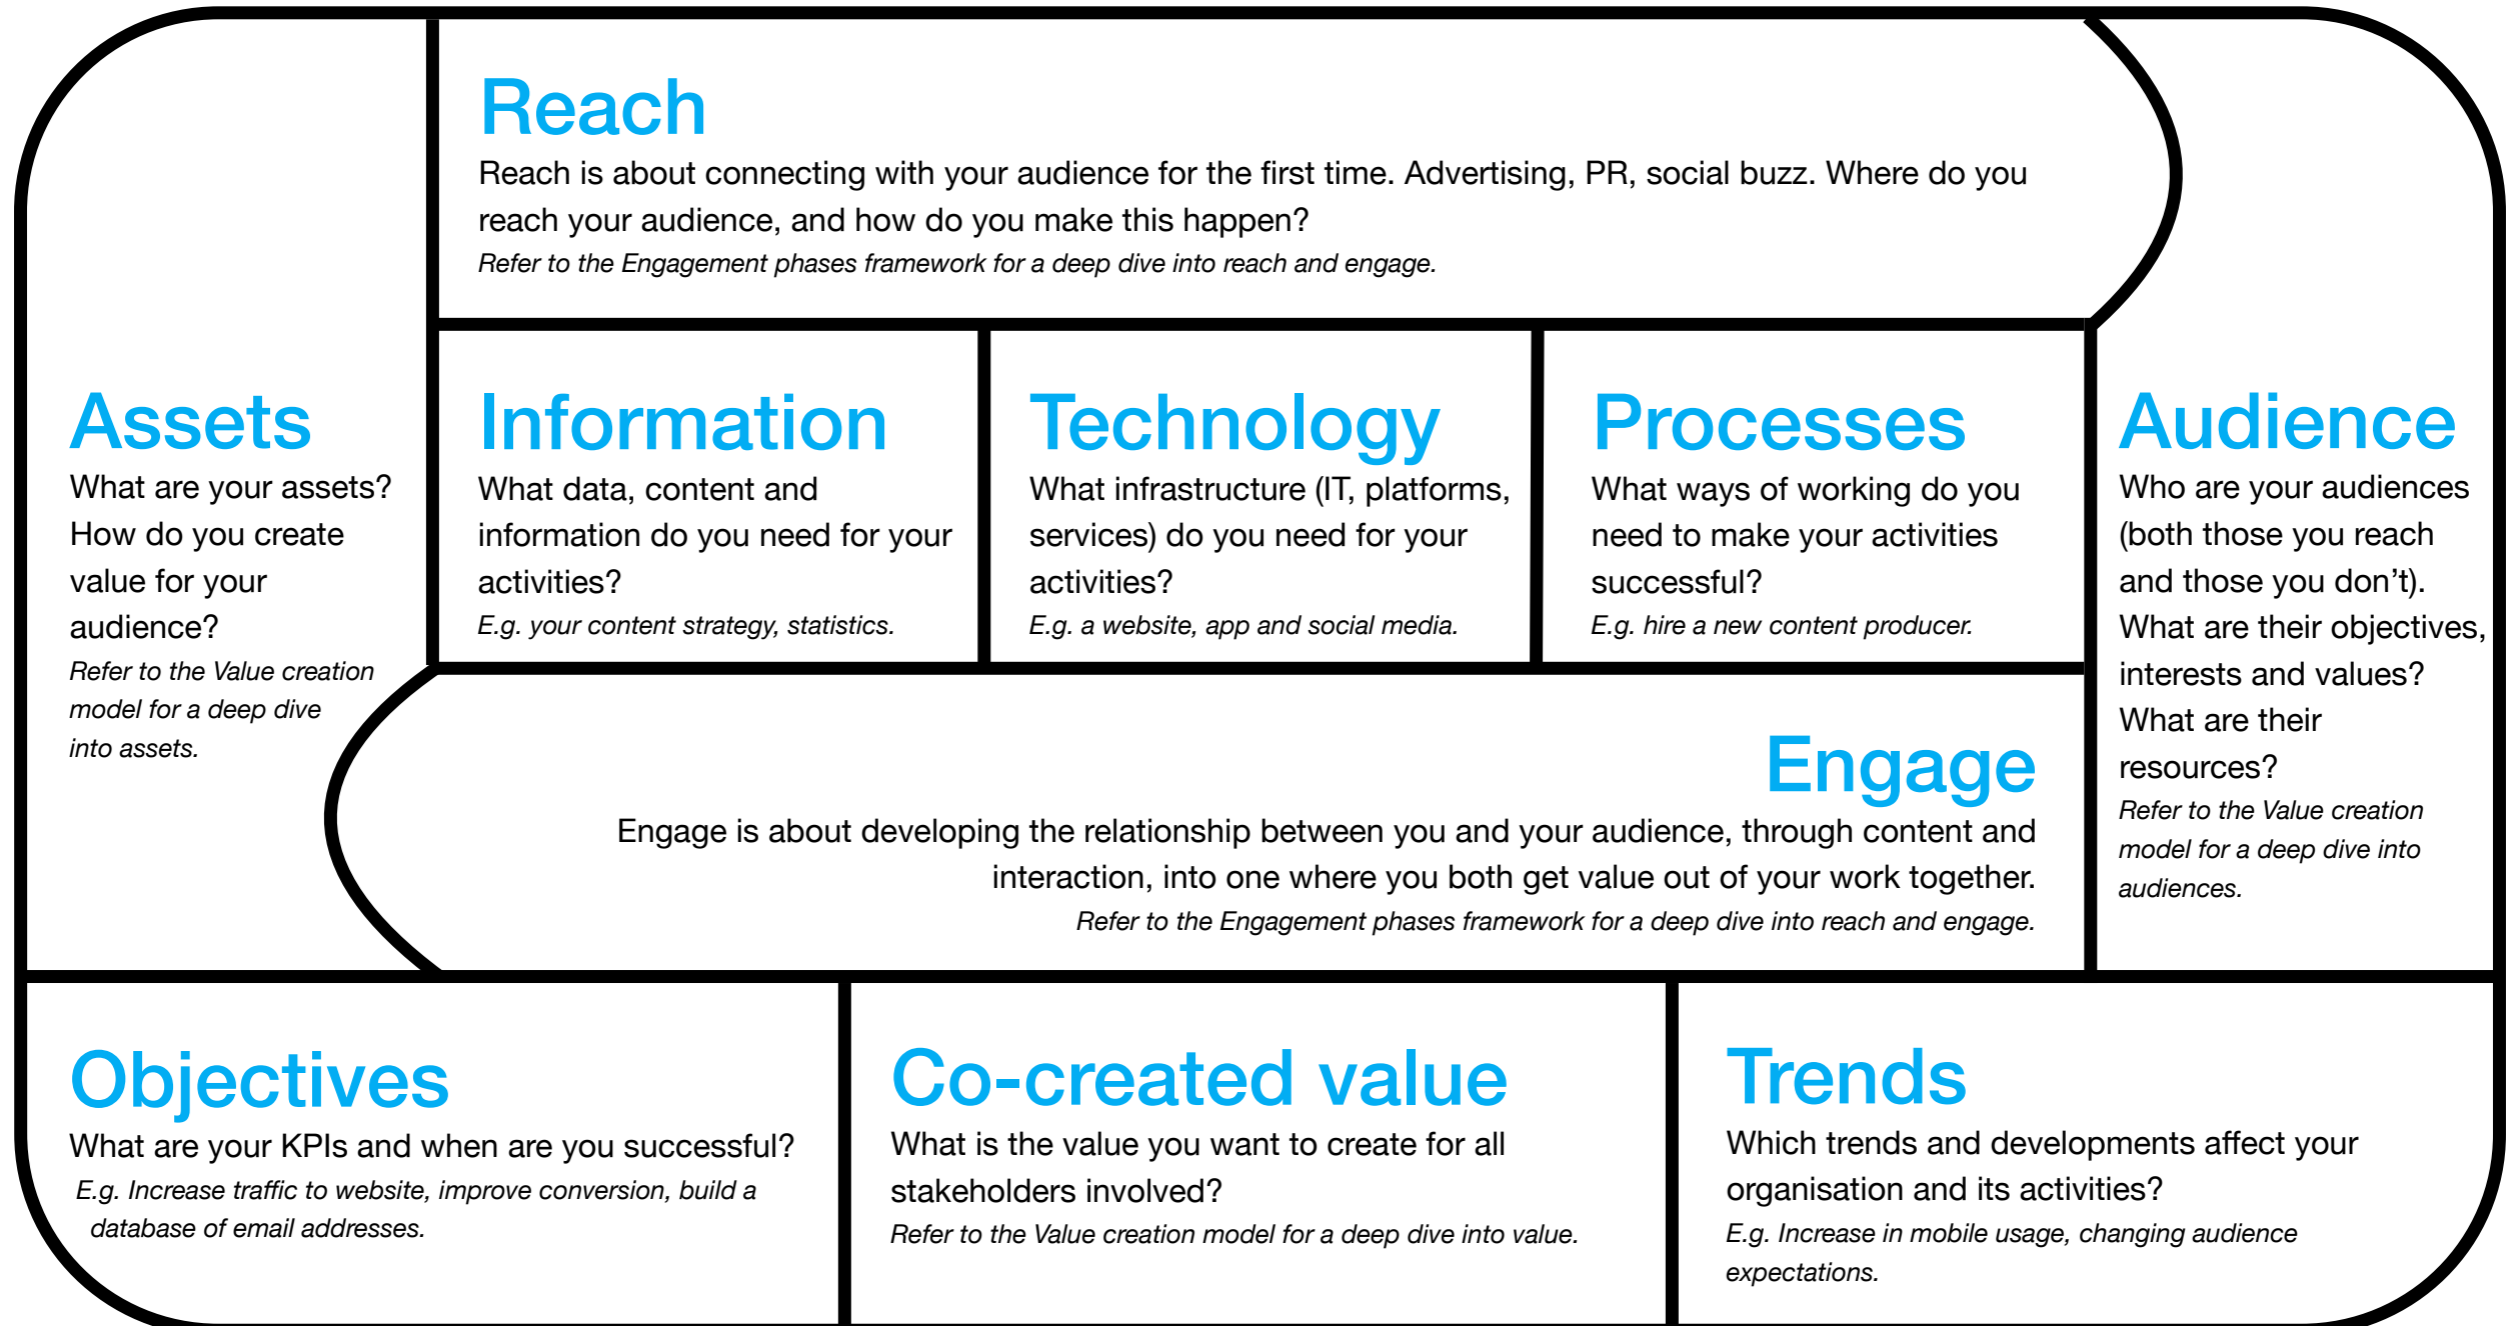 Reach
Reach is about connecting with your audience for the first time. Advertising, PR, social buzz. Where do you
reach your audience, and how do you make this happen?
Refer to the Engagement phases framework for a deep dive into reach and engage.
Assets
What are your assets?
How do you create
value for your
audience?
Refer to the Value creation
model for a deep dive
into assets.
Information
What data, content and
information do you need for your
activities?
E.g. your content strategy, statistics.
Technology
What infrastructure (IT, platforms,
services) do you need for your
activities?
E.g. a website, app and social media.
Processes
What ways of working do you
need to make your activities
successful?
E.g. hire a new content producer.
Audience
Who are your audiences
(both those you reach
and those you don’t).
What are their objectives,
interests and values?
What are their
resources?
Refer to the Value creation
model for a deep dive into
audiences.
Engage
Engage is about developing the relationship between you and your audience, through content and
interaction, into one where you both get value out of your work together.
Refer to the Engagement phases framework for a deep dive into reach and engage.
Objectives
What are your KPIs and when are you successful?
E.g. Increase traffic to website, improve conversion, build a
database of email addresses.
Co-created value
What is the value you want to create for all
stakeholders involved?
Refer to the Value creation model for a deep dive into value.
Trends
Which trends and developments affect your
organisation and its activities?
E.g. Increase in mobile usage, changing audience
expectations.